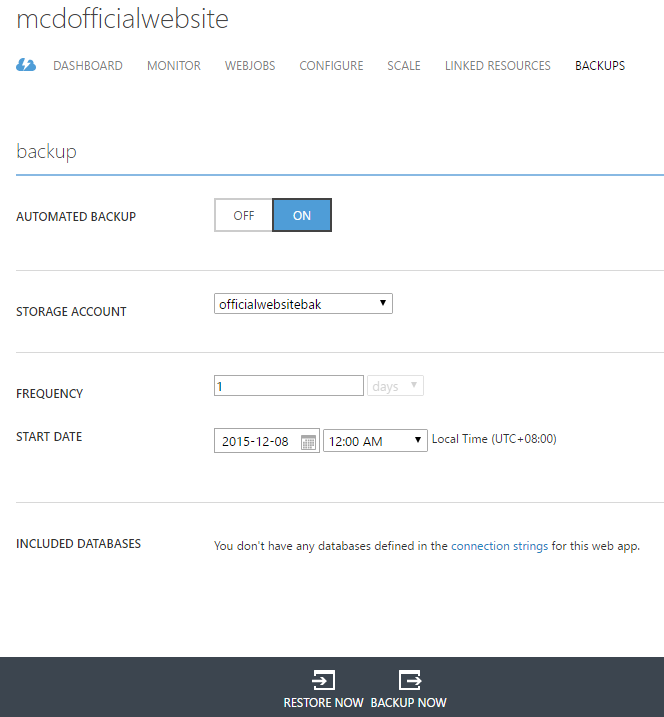 mcdofficialwebsite
DASHBOARD MONITOR WEBJOBS CONFIGURE SCALE LINKED RESOURCES BACKUPS
backup
AUTOMATED BACKUP OFF ON
STORAGE ACCOUNT officialwebsitebak
FREQUENCY 1 days
START DATE 2015-12-08 12:00 AM Local Time (UTC+08:00)
INCLUDED DATABASES You don't have any databases defined in the connection strings for this web app.
RESTORE NOW BACKUP NOW